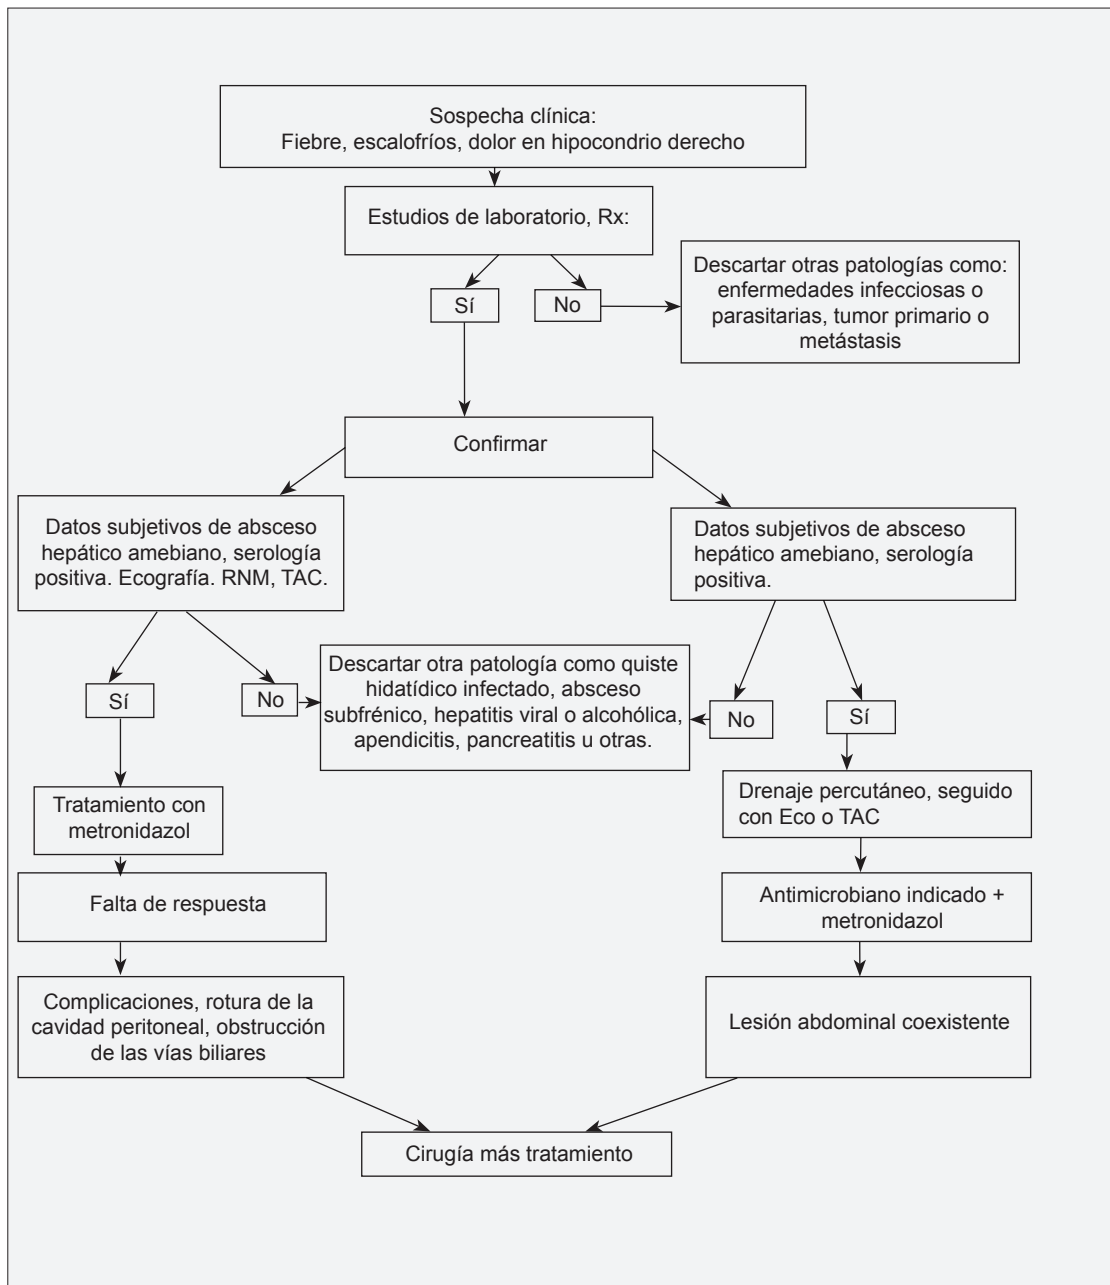 Sospecha clínica:
Fiebre, escalofríos, dolor en hipocondrio derecho
Estudios de laboratorio, Rx:
Sí
No
Descartar otras patologías como:
enfermedades infecciosas o
parasitarias, tumor primario o
metástasis
Confirmar
Datos subjetivos de absceso
hepático amebiano, serología
positiva. Ecografía. RNM, TAC.
Datos subjetivos de absceso
hepático amebiano, serología
positiva.
Sí
No
Descartar otra patología como quiste
hidatídico infectado, absceso
subfrénico, hepatitis viral o alcohólica,
apendicitis, pancreatitis u otras.
No
Sí
Tratamiento con
metronidazol
Drenaje percutáneo, seguido
con Eco o TAC
Falta de respuesta
Antimicrobiano indicado +
metronidazol
Complicaciones, rotura de la
cavidad peritoneal, obstrucción
de las vías biliares
Lesión abdominal coexistente
Cirugía más tratamiento